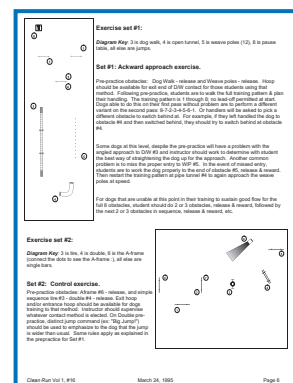 Exercise set #1:
Diagram Key: 3 is dog walk, 4 is open tunnel, 5 is weave poles (12), 8 is pause
table, all else are jumps.
Set #1: Ackward approach exercise.
Pre-practice obstacles: Dog Walk - release and Weave poles - release. Hoop
should be available for exit end of D/W contact for those students using that
method. Following pre-practice, students are to walk the full training pattern & plan
their handling. The training pattern is 1 through 8; no lead-off permitted at start.
Dogs able to do this on their first pass without problem are to perform a different
variant on the second pass: 8-7-2-3-4-5-6-1. Or handlers will be asked to pick a
different obstacle to switch behind at. For example, if they left handled the dog to
obstacle #4 and then switched behind, they should try to switch behind at obstacle
#4.
Some dogs at this level, despite the pre-practice will have a problem with the
angled approach to D/W #3 and instructor should work to determine with student
the best way of straightening the dog up for the approach. Another common
problem is to miss the proper entry to W/P #5. In the event of missed entry,
students are to work the dog properly to the end of obstacle #5, release & reward.
Then restart the training pattern at pipe tunnel #4 to again approach the weave
poles at speed.
For dogs that are unable at this point in their training to sustain good flow for the
full 8 obstacles, student should do 2 or 3 obstacles, release & reward, followed by
the next 2 or 3 obstacles in sequence, release & reward, etc.
Exercise set #2:
Diagram Key: 3 is tire, 4 is double, 6 is the A-frame
(connect the dots to see the A-frame :), all else are
single bars.
Set #2: Control exercise.
Pre-practice obstacles: Aframe #6 - release, and simple
sequence tire #3 - double #4 - release. Exit hoop
and/or entrance hoop should be available for dogs
training to that method. Instructor should supervise
whatever contact method is elected. On Double pre-
practice, distinct jump command (ex: "Big Jump!")
should be used to emphasize to the dog that the jump
is wider than usual. Same rules apply as explained in
the prepractice for Set #1.
Clean Run Vol 1, #16
March 24, 1995
Page 6